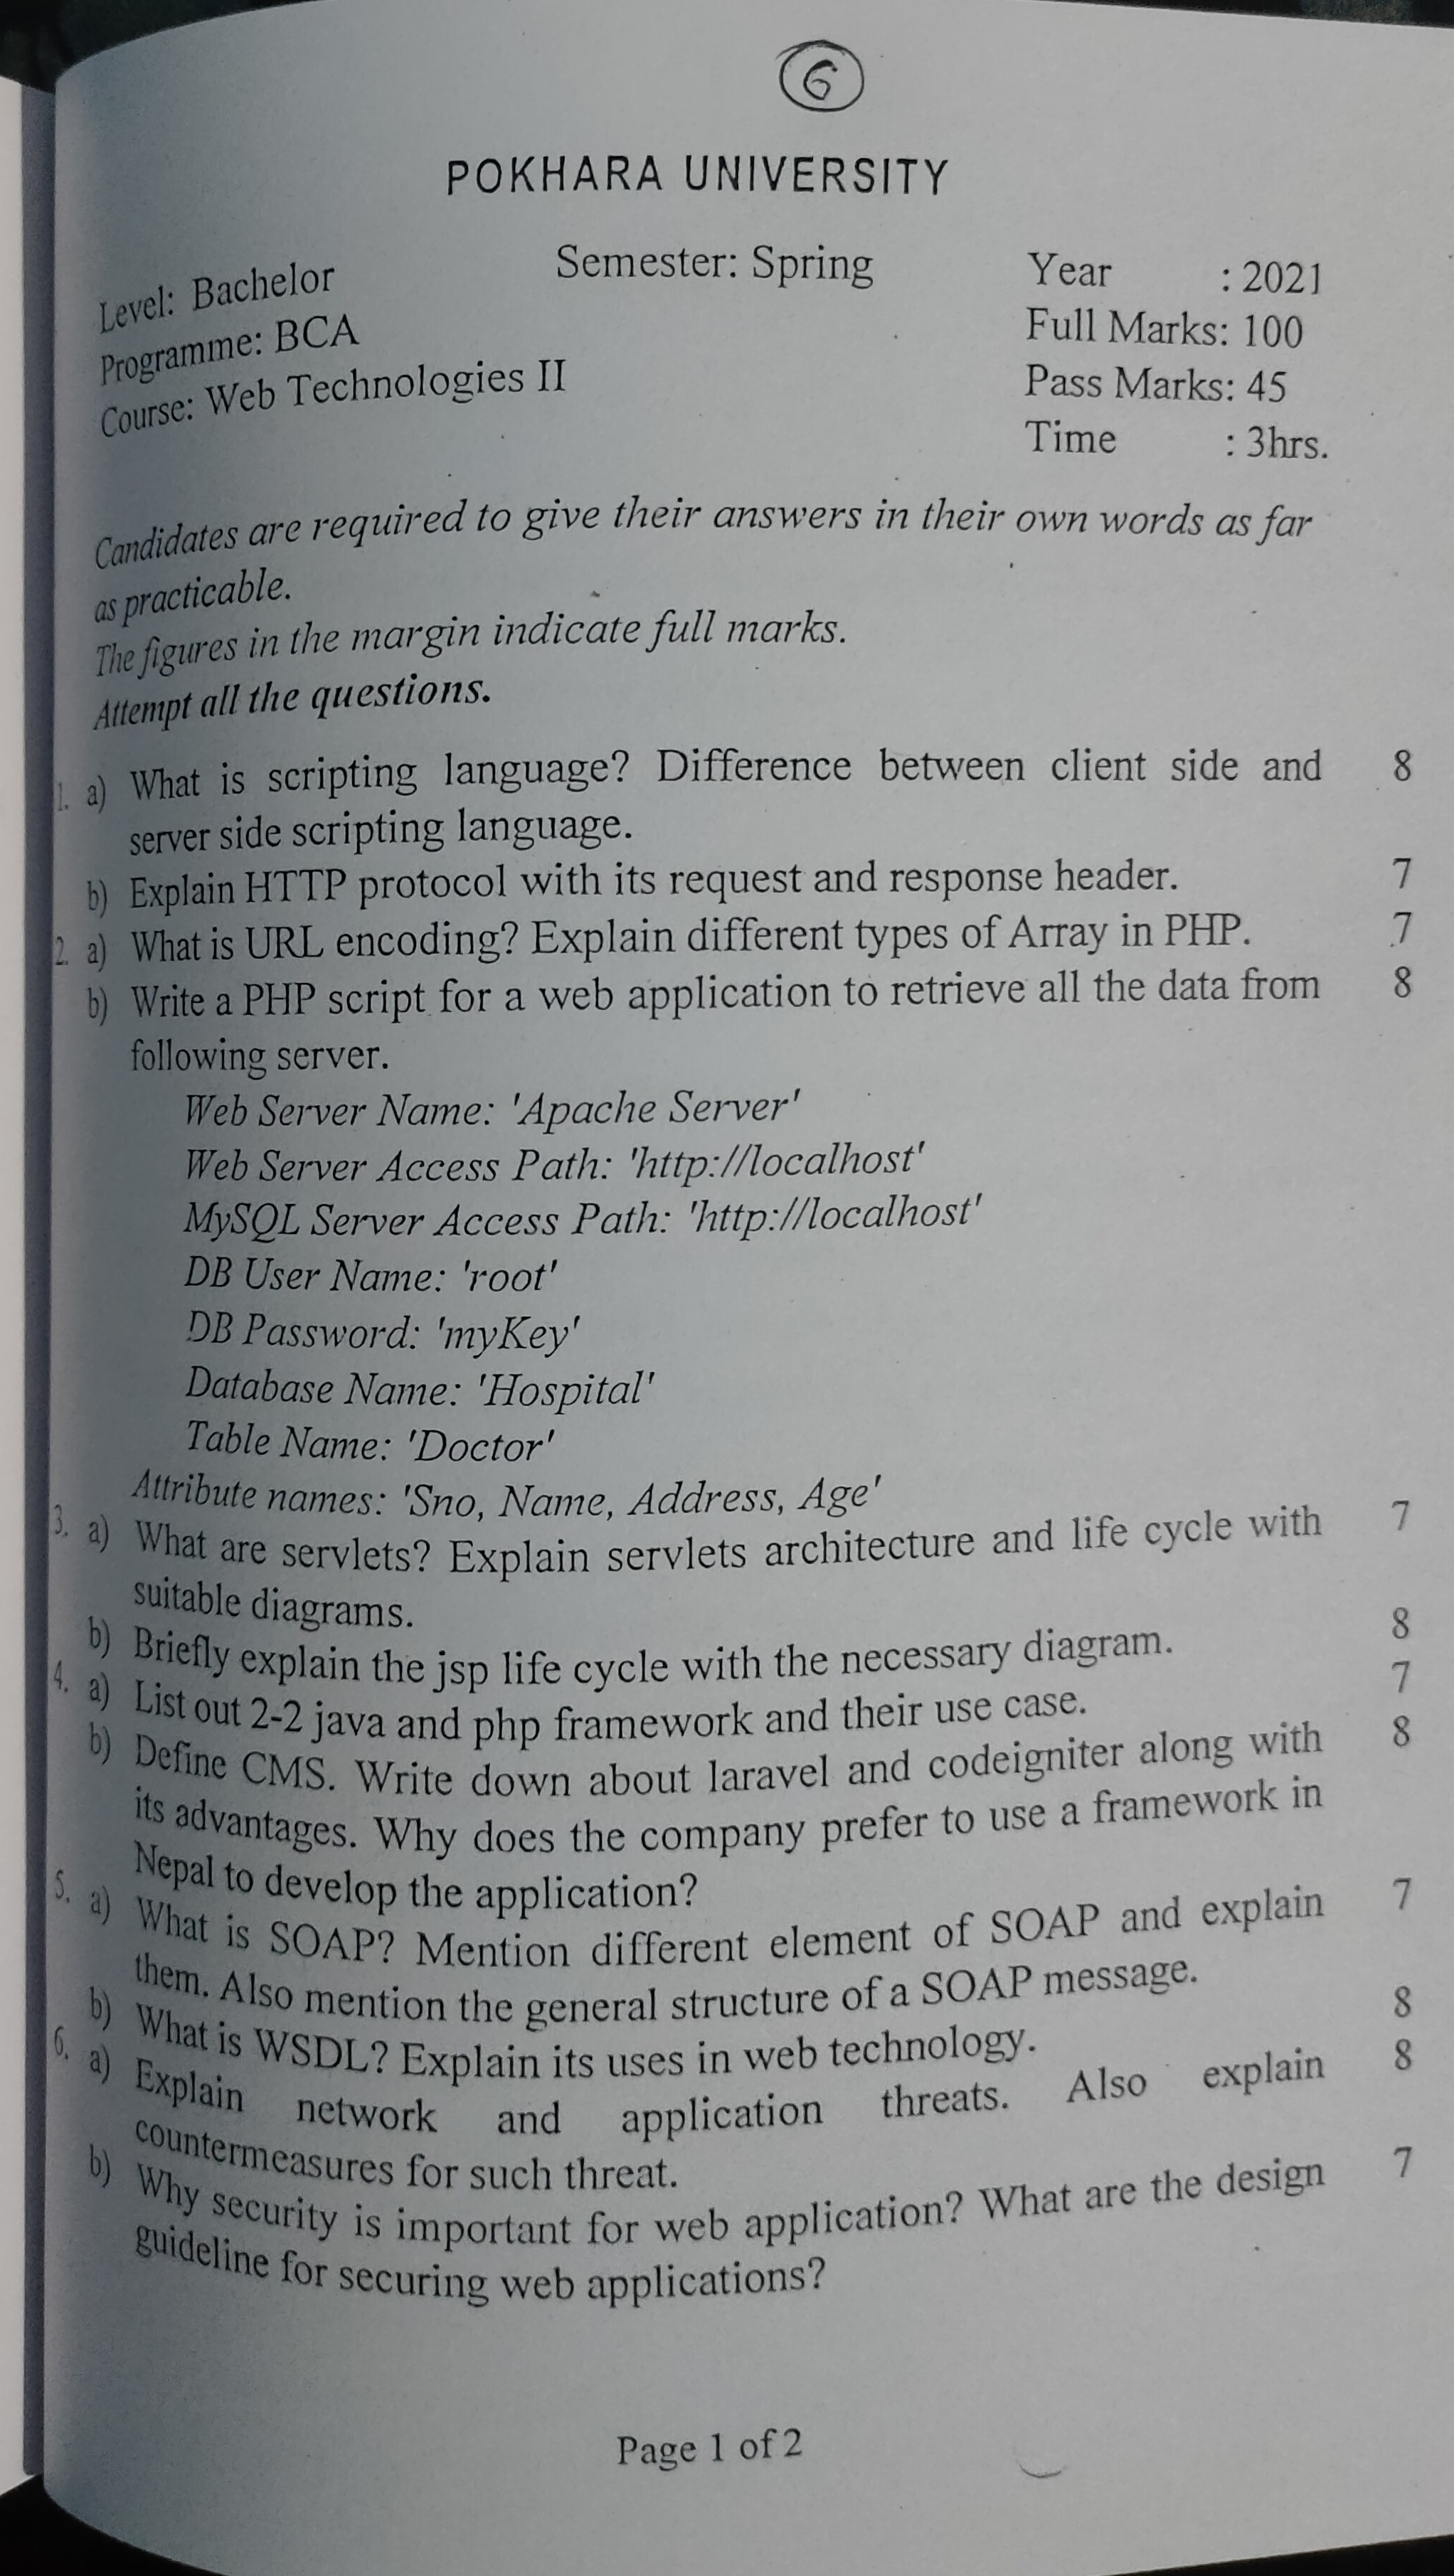 6
POKHARA UNIVERSITY
Level: Bachelor Semester: Spring Year : 2021
Programme: BCA Full Marks: 100
Course: Web Technologies II Pass Marks: 45
Time : 3hrs.
Candidates are required to give their answers in their own words as far
as practicable.
The figures in the margin indicate full marks.
Attempt all the questions.
1. a) What is scripting language? Difference between client side and 8
server side scripting language.
b) Explain HTTP protocol with its request and response header. 7
2. a) What is URL encoding? Explain different types of Array in PHP. 7
b) Write a PHP script for a web application to retrieve all the data from 8
following server.
Web Server Name: 'Apache Server'
Web Server Access Path: 'http://localhost'
MySQL Server Access Path: 'http://localhost'
DB User Name: 'root'
DB Password: 'myKey'
Database Name: 'Hospital'
Table Name: 'Doctor'
Attribute names: 'Sno, Name, Address, Age'
3. a) What are servlets? Explain servlets architecture and life cycle with 7
suitable diagrams.
b) Briefly explain the jsp life cycle with the necessary diagram. 8
4. a) List out 2-2 java and php framework and their use case. 7
b) Define CMS. Write down about laravel and codeigniter along with 8
its advantages. Why does the company prefer to use a framework in
Nepal to develop the application?
5. a) What is SOAP? Mention different element of SOAP and explain 7
them. Also mention the general structure of a SOAP message.
b) What is WSDL? Explain its uses in web technology. 8
6. a) Explain network and application threats. Also explain 8
countermeasures for such threat.
b) Why security is important for web application? What are the design 7
guideline for securing web applications?
Page 1 of 2